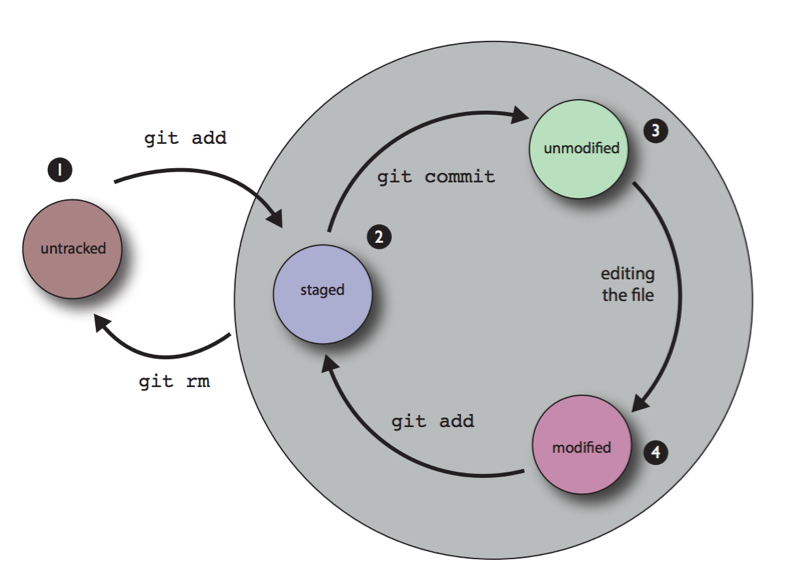 git add
1
untracked
git rm
git commit
2
staged
unmodified
3
editing
the file
git add
modified
4